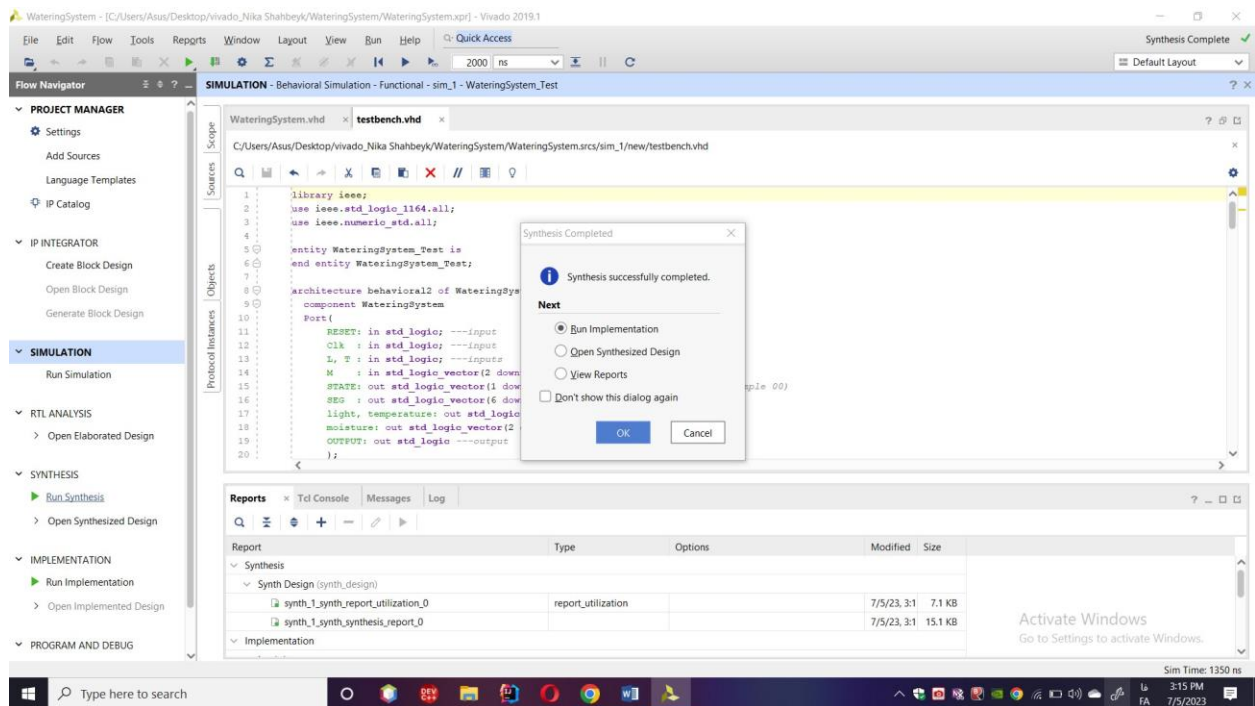 WateringSystem - [C:/Users/Asus/Desktop/vivado_Nika Shahbeyk/WateringSystem/WateringSystem.xpr] - Vivado 2019.1
File Edit Flow Tools Reports Window Layout View Run Help Quick Access Synthesis Complete
2000 ns Default Layout
Flow Navigator
SIMULATION - Behavioral Simulation - Functional - sim_1 - WateringSystem_Test
PROJECT MANAGER
Settings
Add Sources
Language Templates
IP Catalog
IP INTEGRATOR
Create Block Design
Open Block Design
Generate Block Design
SIMULATION
Run Simulation
RTL ANALYSIS
Open Elaborated Design
SYNTHESIS
Run Synthesis
Open Synthesized Design
IMPLEMENTATION
Run Implementation
Open Implemented Design
PROGRAM AND DEBUG
Scope
Sources
Objects
Protocol Instances
WateringSystem.vhd testbench.vhd
C:/Users/Asus/Desktop/vivado_Nika Shahbeyk/WateringSystem/WateringSystem.srcs/sim_1/new/testbench.vhd
1 library ieee;
2 use ieee.std_logic_1164.all;
3 use ieee.numeric_std.all;
4
5 entity WateringSystem_Test is
6 end entity WateringSystem_Test;
7
8 architecture behavioral2 of WateringSys
9 component WateringSystem
10 Port(
11 RESET: in std_logic; ---input
12 Clk : in std_logic; ---input
13 L, T : in std_logic; ---inputs
14 M : in std_logic_vector(2 down
15 STATE: out std_logic_vector(1 dow ple 00)
16 SEG : out std_logic_vector(6 dow
17 light, temperature: out std_logic
18 moisture: out std_logic_vector(2
19 OUTPUT: out std_logic ---output
20 );
Synthesis Completed
Synthesis successfully completed.
Next
Run Implementation
Open Synthesized Design
View Reports
Don't show this dialog again
OK Cancel
Reports Tcl Console Messages Log
Report Type Options Modified Size
Synthesis
Synth Design (synth_design)
synth_1_synth_report_utilization_0 report_utilization 7/5/23, 3:1 7.1 KB
synth_1_synth_synthesis_report_0 7/5/23, 3:1 15.1 KB
Implementation
Activate Windows
Go to Settings to activate Windows.
Sim Time: 1350 ns
Type here to search
DEV C++
فا
FA
3:15 PM
7/5/2023